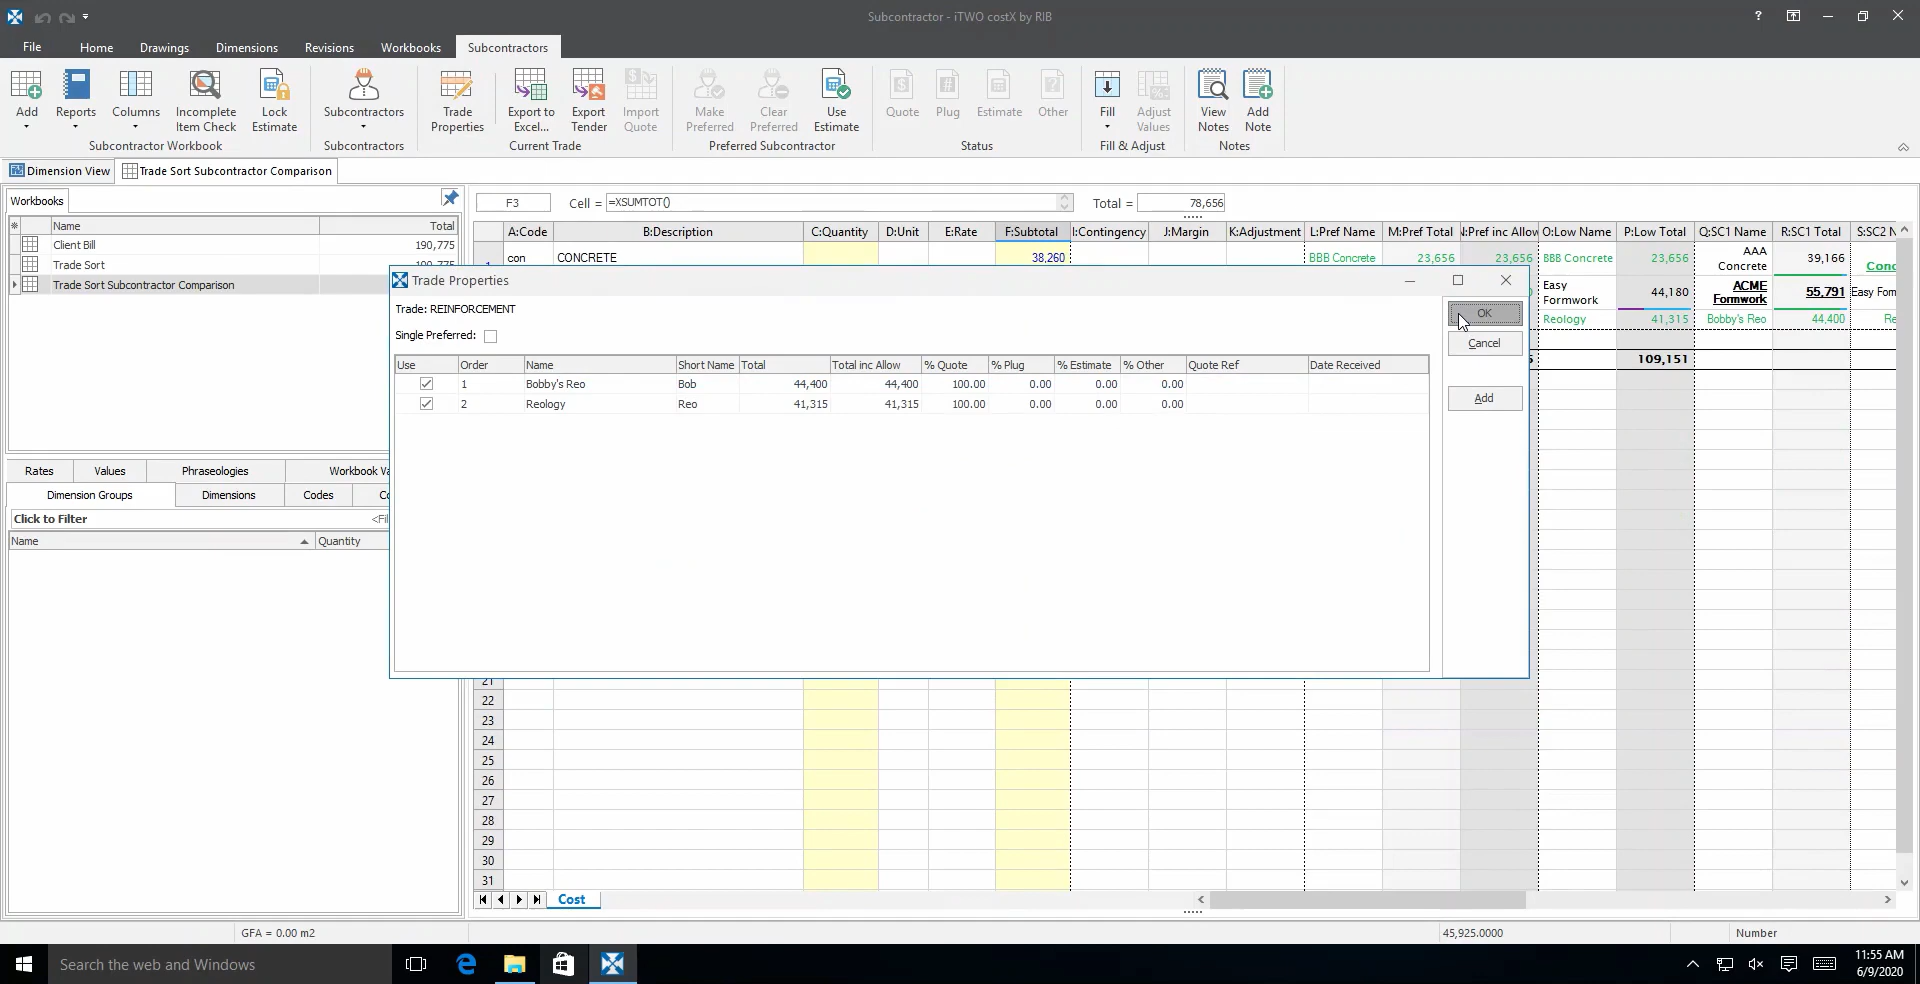 Subcontractor - iTWO costX by RIB
File Home Drawings Dimensions Revisions Workbooks Subcontractors
Add Reports Columns Incomplete Item Check Lock Estimate Subcontractors Trade Properties Export to Excel... Export Tender Import Quote Make Preferred Clear Preferred Use Estimate Quote Plug Estimate Other Fill Adjust Values View Notes Add Note
Subcontractor Workbook Subcontractors Current Trade Preferred Subcontractor Status Fill & Adjust Notes
Dimension View Trade Sort Subcontractor Comparison
Workbooks
F3 Cell = =XSUMTOT() Total = 78,656
Name Total
Client Bill 190,775
Trade Sort
Trade Sort Subcontractor Comparison
A:Code B:Description C:Quantity D:Unit E:Rate F:Subtotal I:Contingency J:Margin K:Adjustment L:Pref Name M:Pref Total N:Pref inc Allow O:Low Name P:Low Total Q:SC1 Name R:SC1 Total S:SC2 N
con CONCRETE 38,260 BBB Concrete 23,656 23,656 BBB Concrete 23,656 AAA Concrete 39,166 Conc
Easy Formwork 44,180 ACME Formwork 55,791 Easy Form
Reology 41,315 Bobby's Reo 44,400 Re
109,151
Trade Properties
Trade: REINFORCEMENT
Single Preferred:
Use Order Name Short Name Total Total inc Allow % Quote % Plug % Estimate % Other Quote Ref Date Received
1 Bobby's Reo Bob 44,400 44,400 100.00 0.00 0.00 0.00
2 Reology Reo 41,315 41,315 100.00 0.00 0.00 0.00
OK
Cancel
Add
Rates Values Phraseologies Workbook Va
Dimension Groups Dimensions Codes Co
Click to Filter <Fil
Name Quantity
21
22
23
24
25
26
27
28
29
30
31
Cost
GFA = 0.00 m2 45,925.0000 Number
Search the web and Windows
11:55 AM
6/9/2020